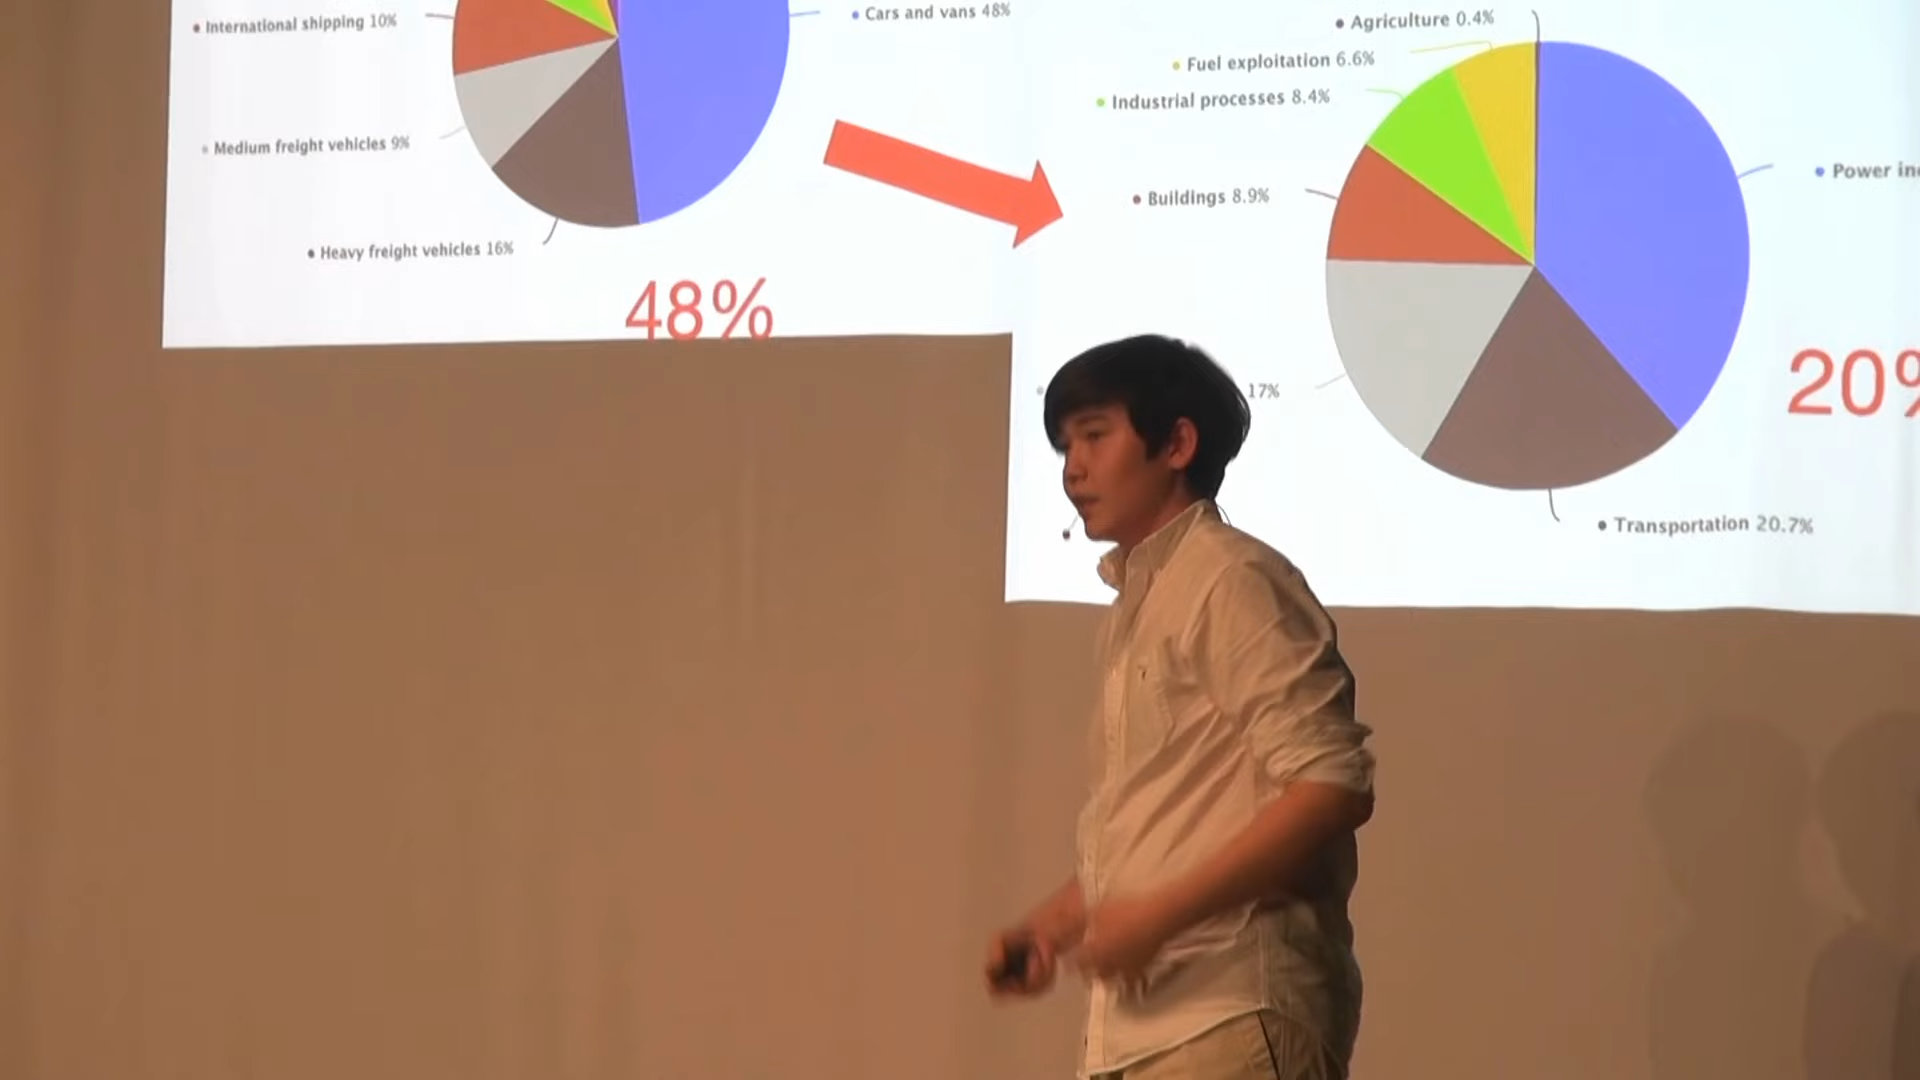 International shipping 10%
Cars and vans 48%
Medium freight vehicles 9%
Heavy freight vehicles 16%
48%
Agriculture 0.4%
Fuel exploitation 6.6%
Industrial processes 8.4%
Power in
Buildings 8.9%
17%
20%
Transportation 20.7%